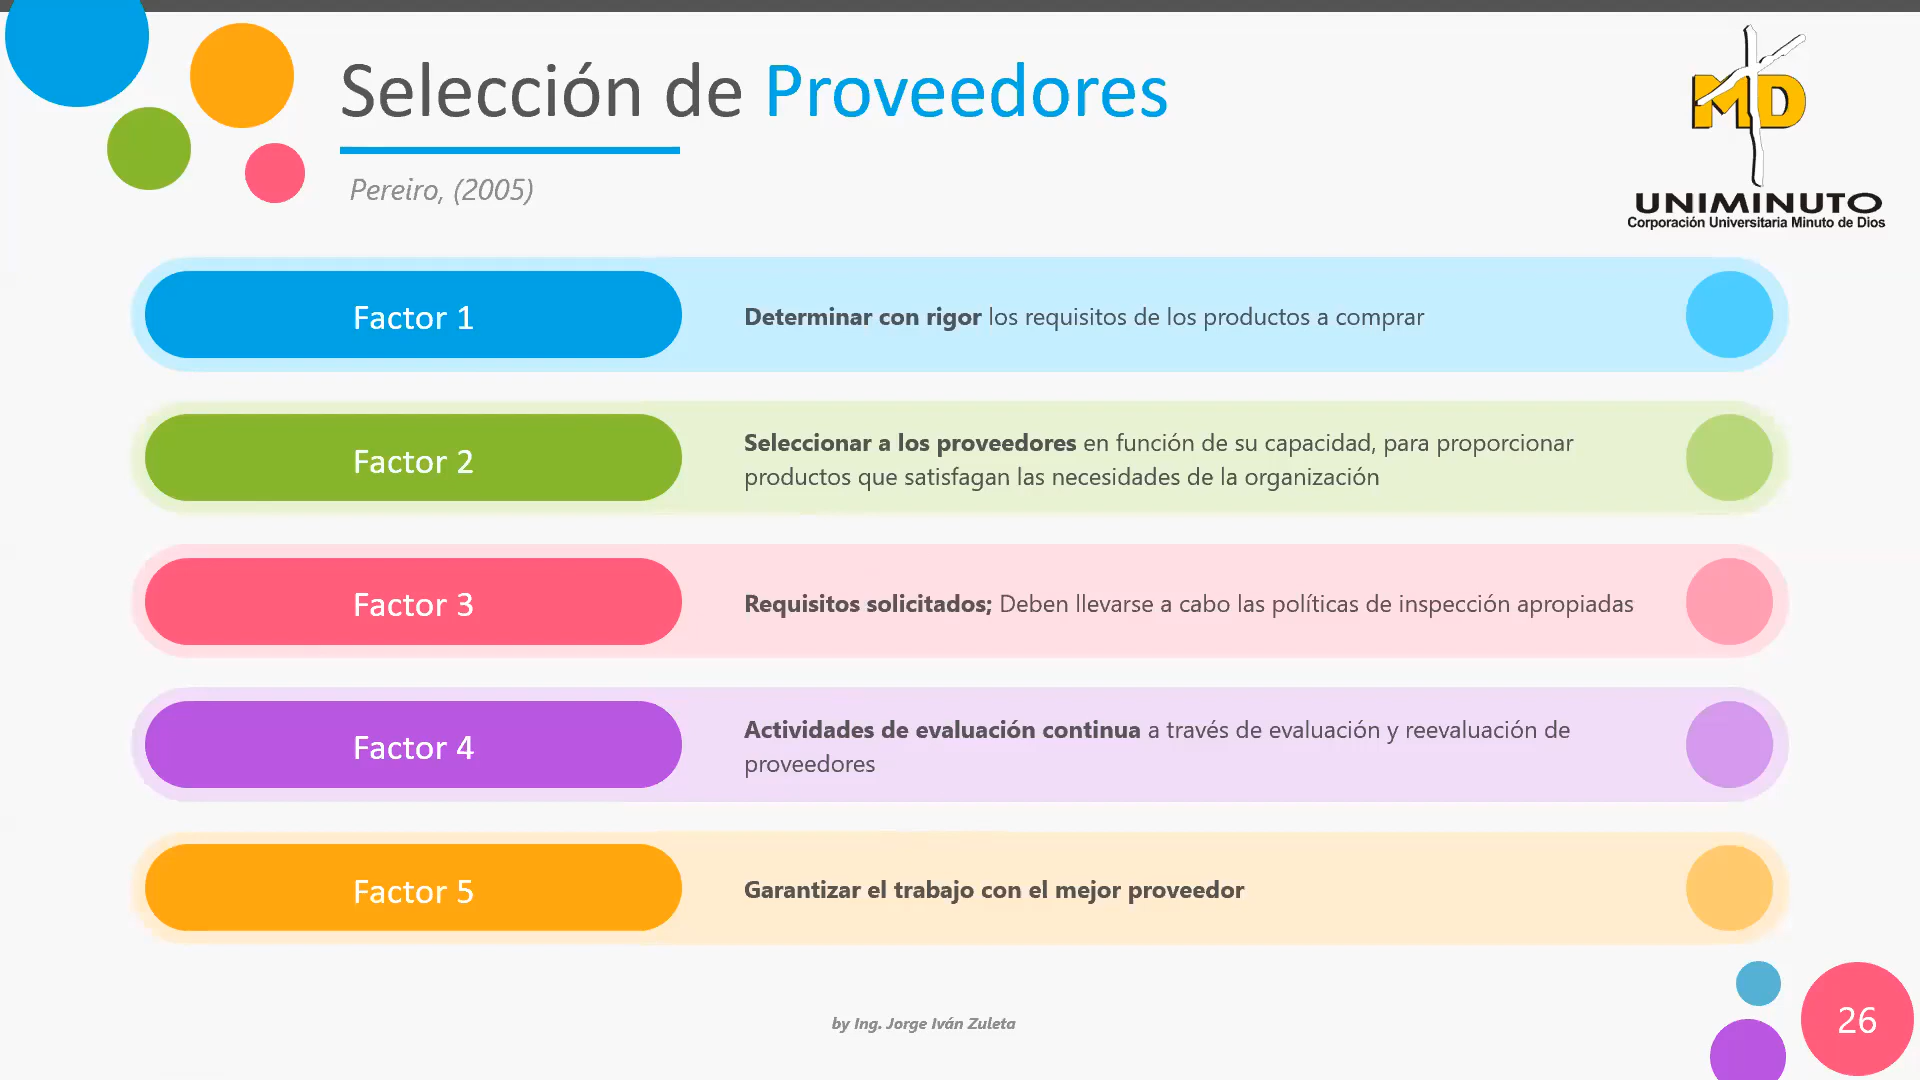 Selección de Proveedores
Pereiro, (2005)
MD
UNIMINUTO
Corporación Universitaria Minuto de Dios
Factor 1
Determinar con rigor los requisitos de los productos a comprar
Factor 2
Seleccionar a los proveedores en función de su capacidad, para proporcionar
productos que satisfagan las necesidades de la organización
Factor 3
Requisitos solicitados; Deben llevarse a cabo las políticas de inspección apropiadas
Factor 4
Actividades de evaluación continua a través de evaluación y reevaluación de
proveedores
Factor 5
Garantizar el trabajo con el mejor proveedor
by Ing. Jorge Iván Zuleta
26